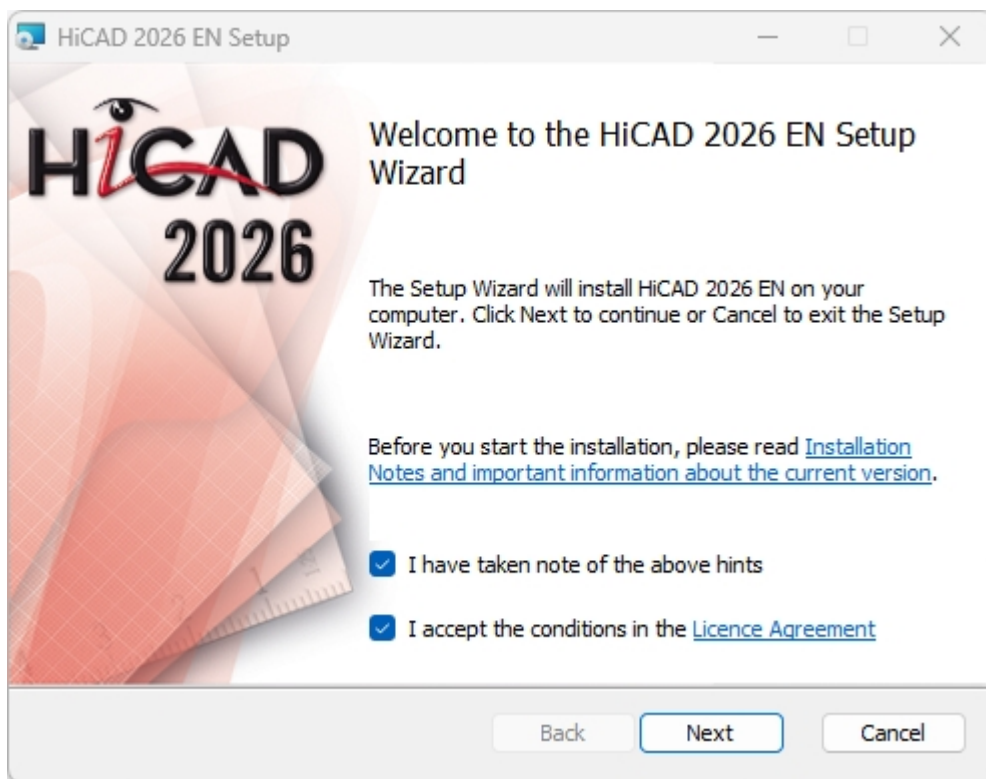 HiCAD 2026 EN Setup
HiCAD
2026
Welcome to the HiCAD 2026 EN Setup
Wizard
The Setup Wizard will install HiCAD 2026 EN on your
computer. Click Next to continue or Cancel to exit the Setup
Wizard.
Before you start the installation, please read Installation
Notes and important information about the current version.
I have taken note of the above hints
I accept the conditions in the Licence Agreement
Back
Next
Cancel